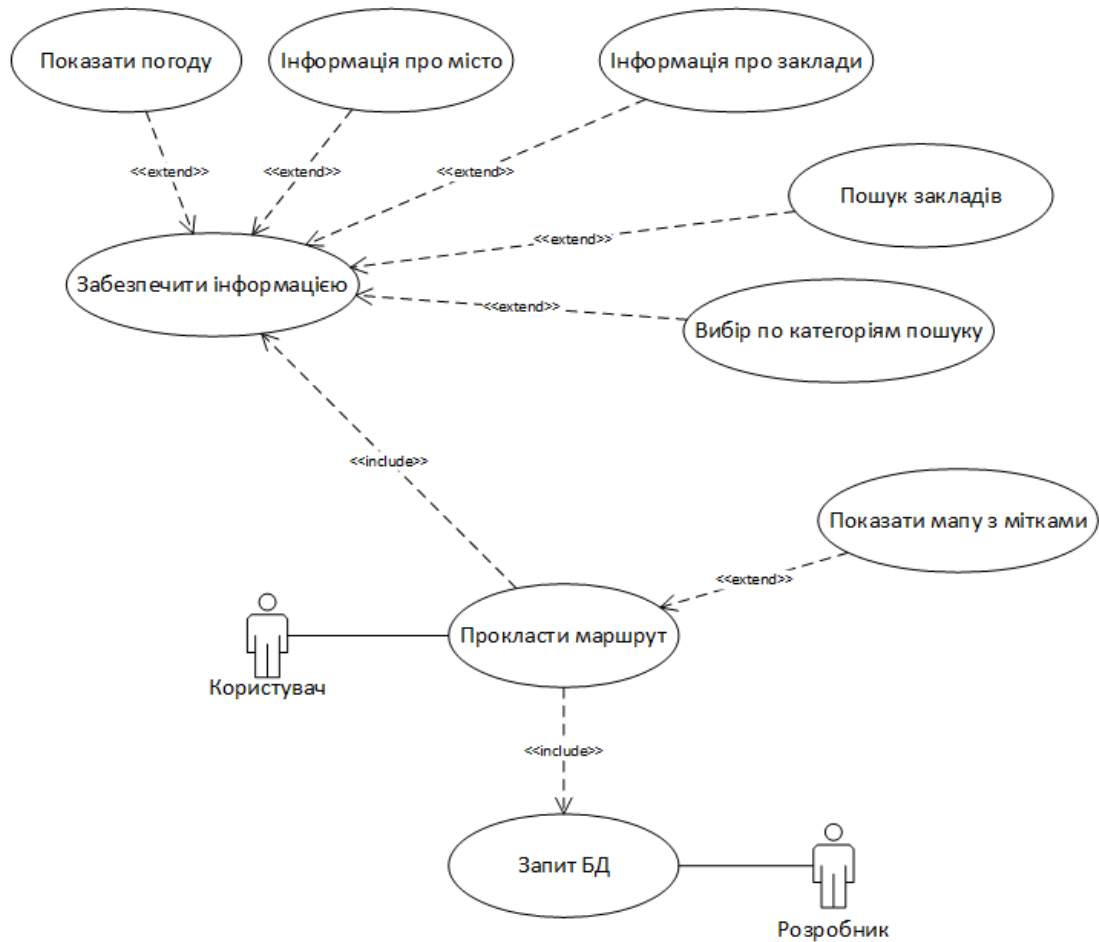 Показати погоду
Інформація про місто
Інформація про заклади
<<extend>>
<<extend>>
<<extend>>
Пошук закладів
<<extend>>
Забезпечити інформацією
<<extend>>
Вибір по категоріям пошуку
<<include>>
Показати мапу з мітками
<<extend>>
Прокласти маршрут
Користувач
<<include>>
Запит БД
Розробник